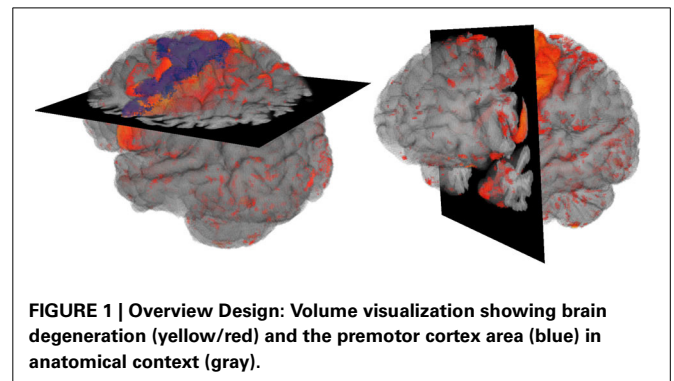 FIGURE 1 | Overview Design: Volume visualization showing brain
degeneration (yellow/red) and the premotor cortex area (blue) in
anatomical context (gray).